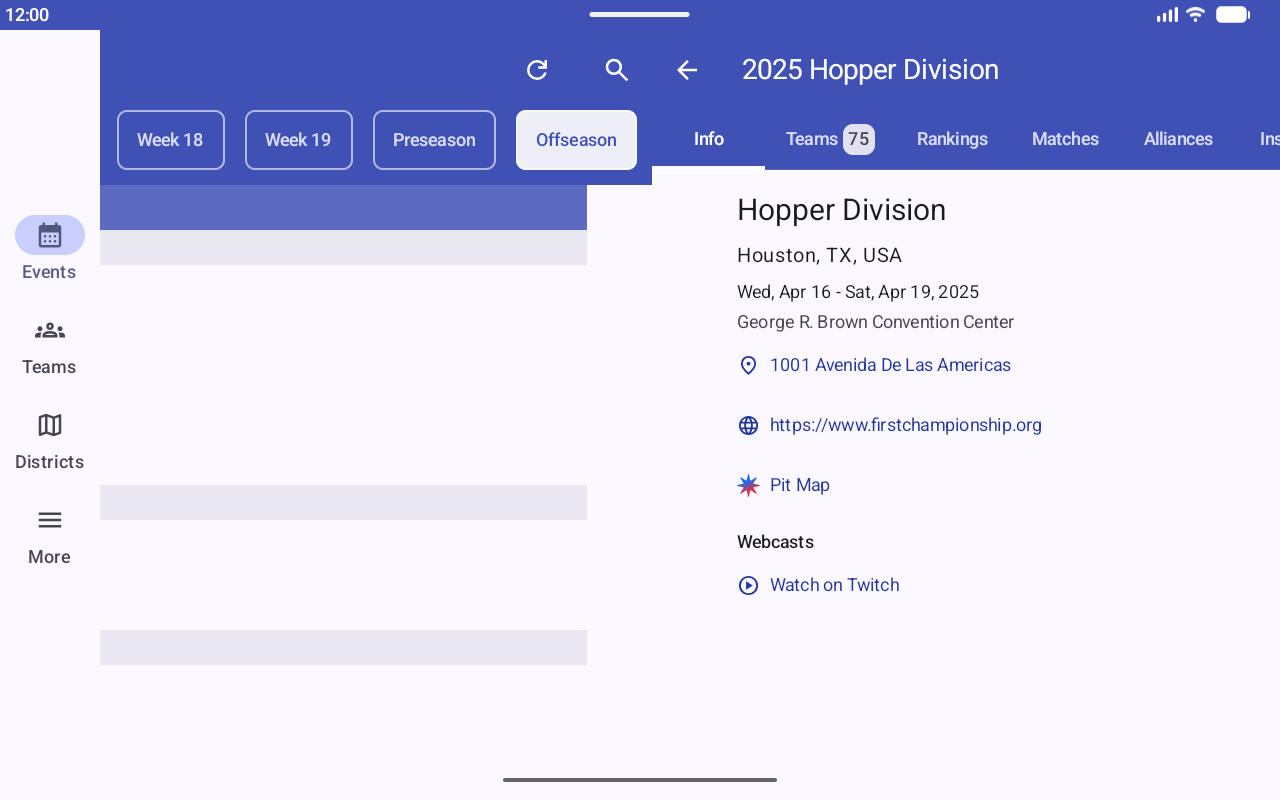 12:00
2025 Hopper Division
Week 18
Week 19
Preseason
Offseason
Info
Teams 75
Rankings
Matches
Alliances
Ins
Events
Teams
Districts
More
Hopper Division
Houston, TX, USA
Wed, Apr 16 - Sat, Apr 19, 2025
George R. Brown Convention Center
1001 Avenida De Las Americas
https://www.firstchampionship.org
Pit Map
Webcasts
Watch on Twitch